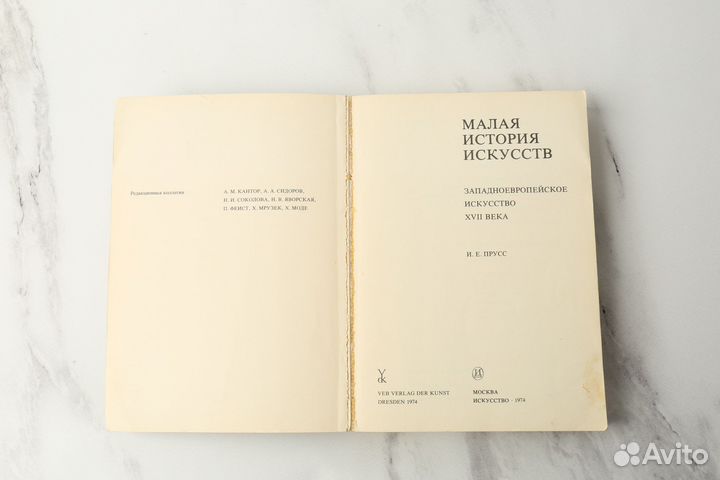 Редакционная коллегия
А. М. КАНТОР, А. А. СИДОРОВ,
Н. И. СОКОЛОВА, Н. В. ЯВОРСКАЯ,
П. ФЕИСТ, Х. МРУЗЕК, Х. МОДЕ
МАЛАЯ
ИСТОРИЯ
ИСКУССТВ
ЗАПАДНОЕВРОПЕЙСКОЕ
ИСКУССТВО
XVII ВЕКА
И. Е. ПРУСС
VEB VERLAG DER KUNST
DRESDEN 1974
МОСКВА
ИСКУССТВО · 1974
Avito